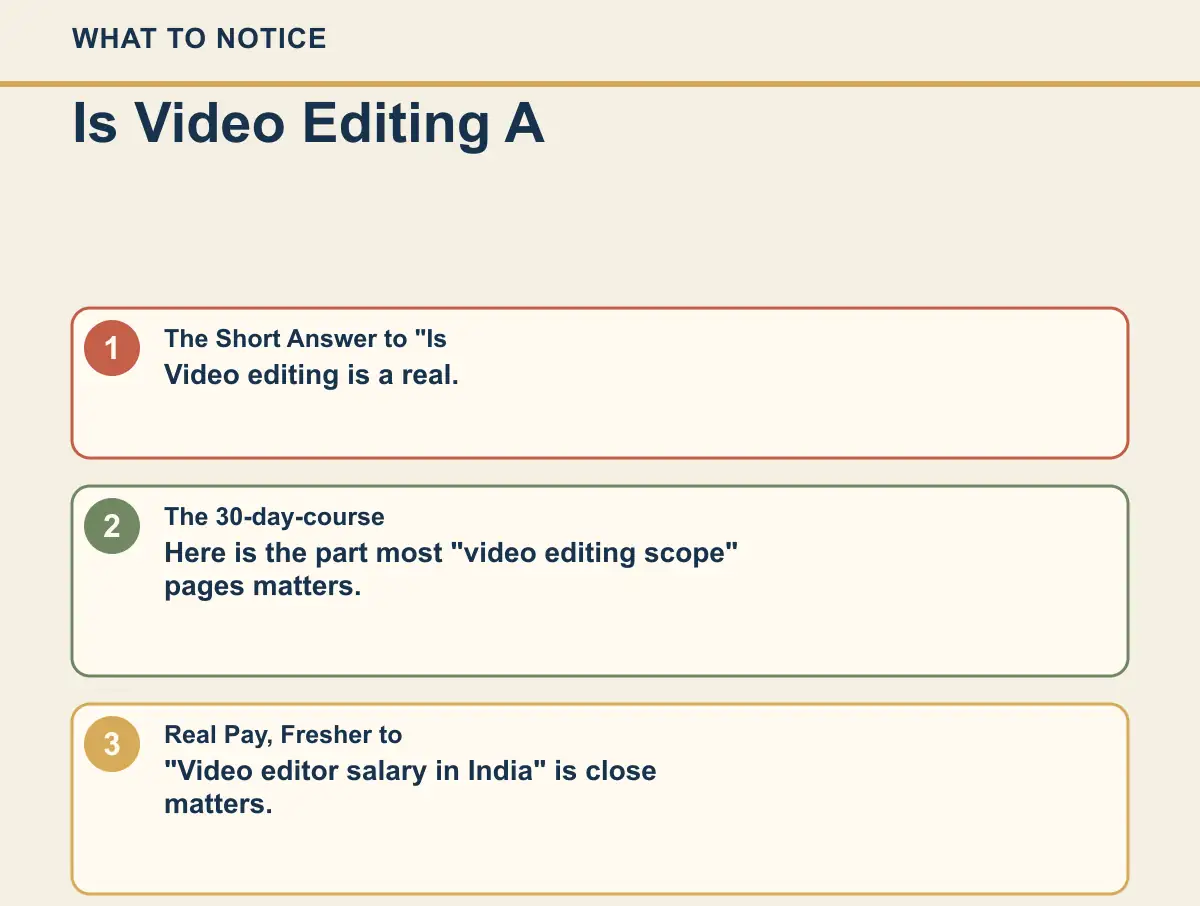 WHAT TO NOTICE
Is Video Editing A
1
The Short Answer to "Is
Video editing is a real.
2
The 30-day-course
Here is the part most "video editing scope"
pages matters.
3
Real Pay, Fresher to
"Video editor salary in India" is close
matters.